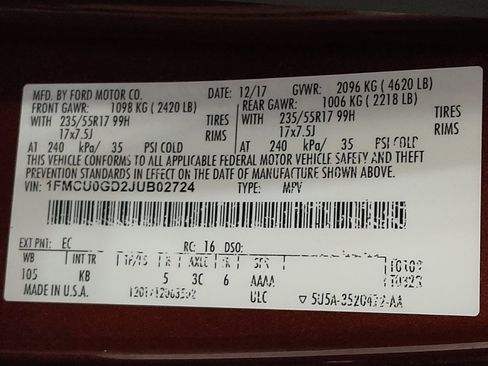 MFD. BY FORD MOTOR CO. DATE: 12/17 GVWR: 2096 KG (4620 LB)
FRONT GAWR: 1098 KG (2420 LB) REAR GAWR: 1006 KG (2218 LB)
WITH 235/55R17 99H TIRES WITH 235/55R17 99H TIRES
17x7.5J RIMS 17x7.5J RIMS
AT 240 kPa/ 35 PSI COLD AT 240 kPa/ 35 PSI COLD
THIS VEHICLE CONFORMS TO ALL APPLICABLE FEDERAL MOTOR VEHICLE SAFETY AND THEFT
PREVENTION STANDARDS IN EFFECT ON THE DATE OF MANUFACTURE SHOWN ABOVE.
VIN: 1FMCU0GD2JUB02724 TYPE: MPV
EXT PNT: EC RC: 16 DSO:
WB INT TR TP/PS R AXLE TR SPR
105 KB 5 3C 6 AAAA
MADE IN U.S.A. ULC